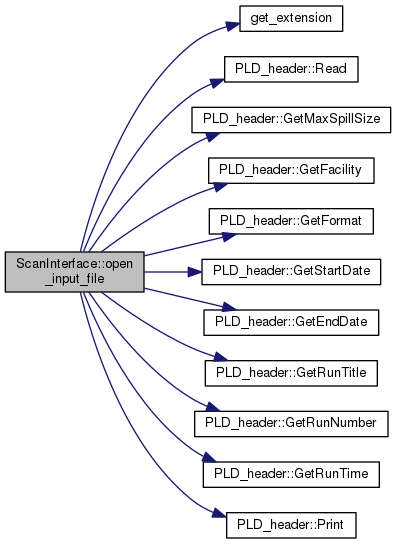 get_extension
PLD_header::Read
PLD_header::GetMaxSpillSize
PLD_header::GetFacility
PLD_header::GetFormat
ScanInterface::open
_input_file
PLD_header::GetStartDate
PLD_header::GetEndDate
PLD_header::GetRunTitle
PLD_header::GetRunNumber
PLD_header::GetRunTime
PLD_header::Print